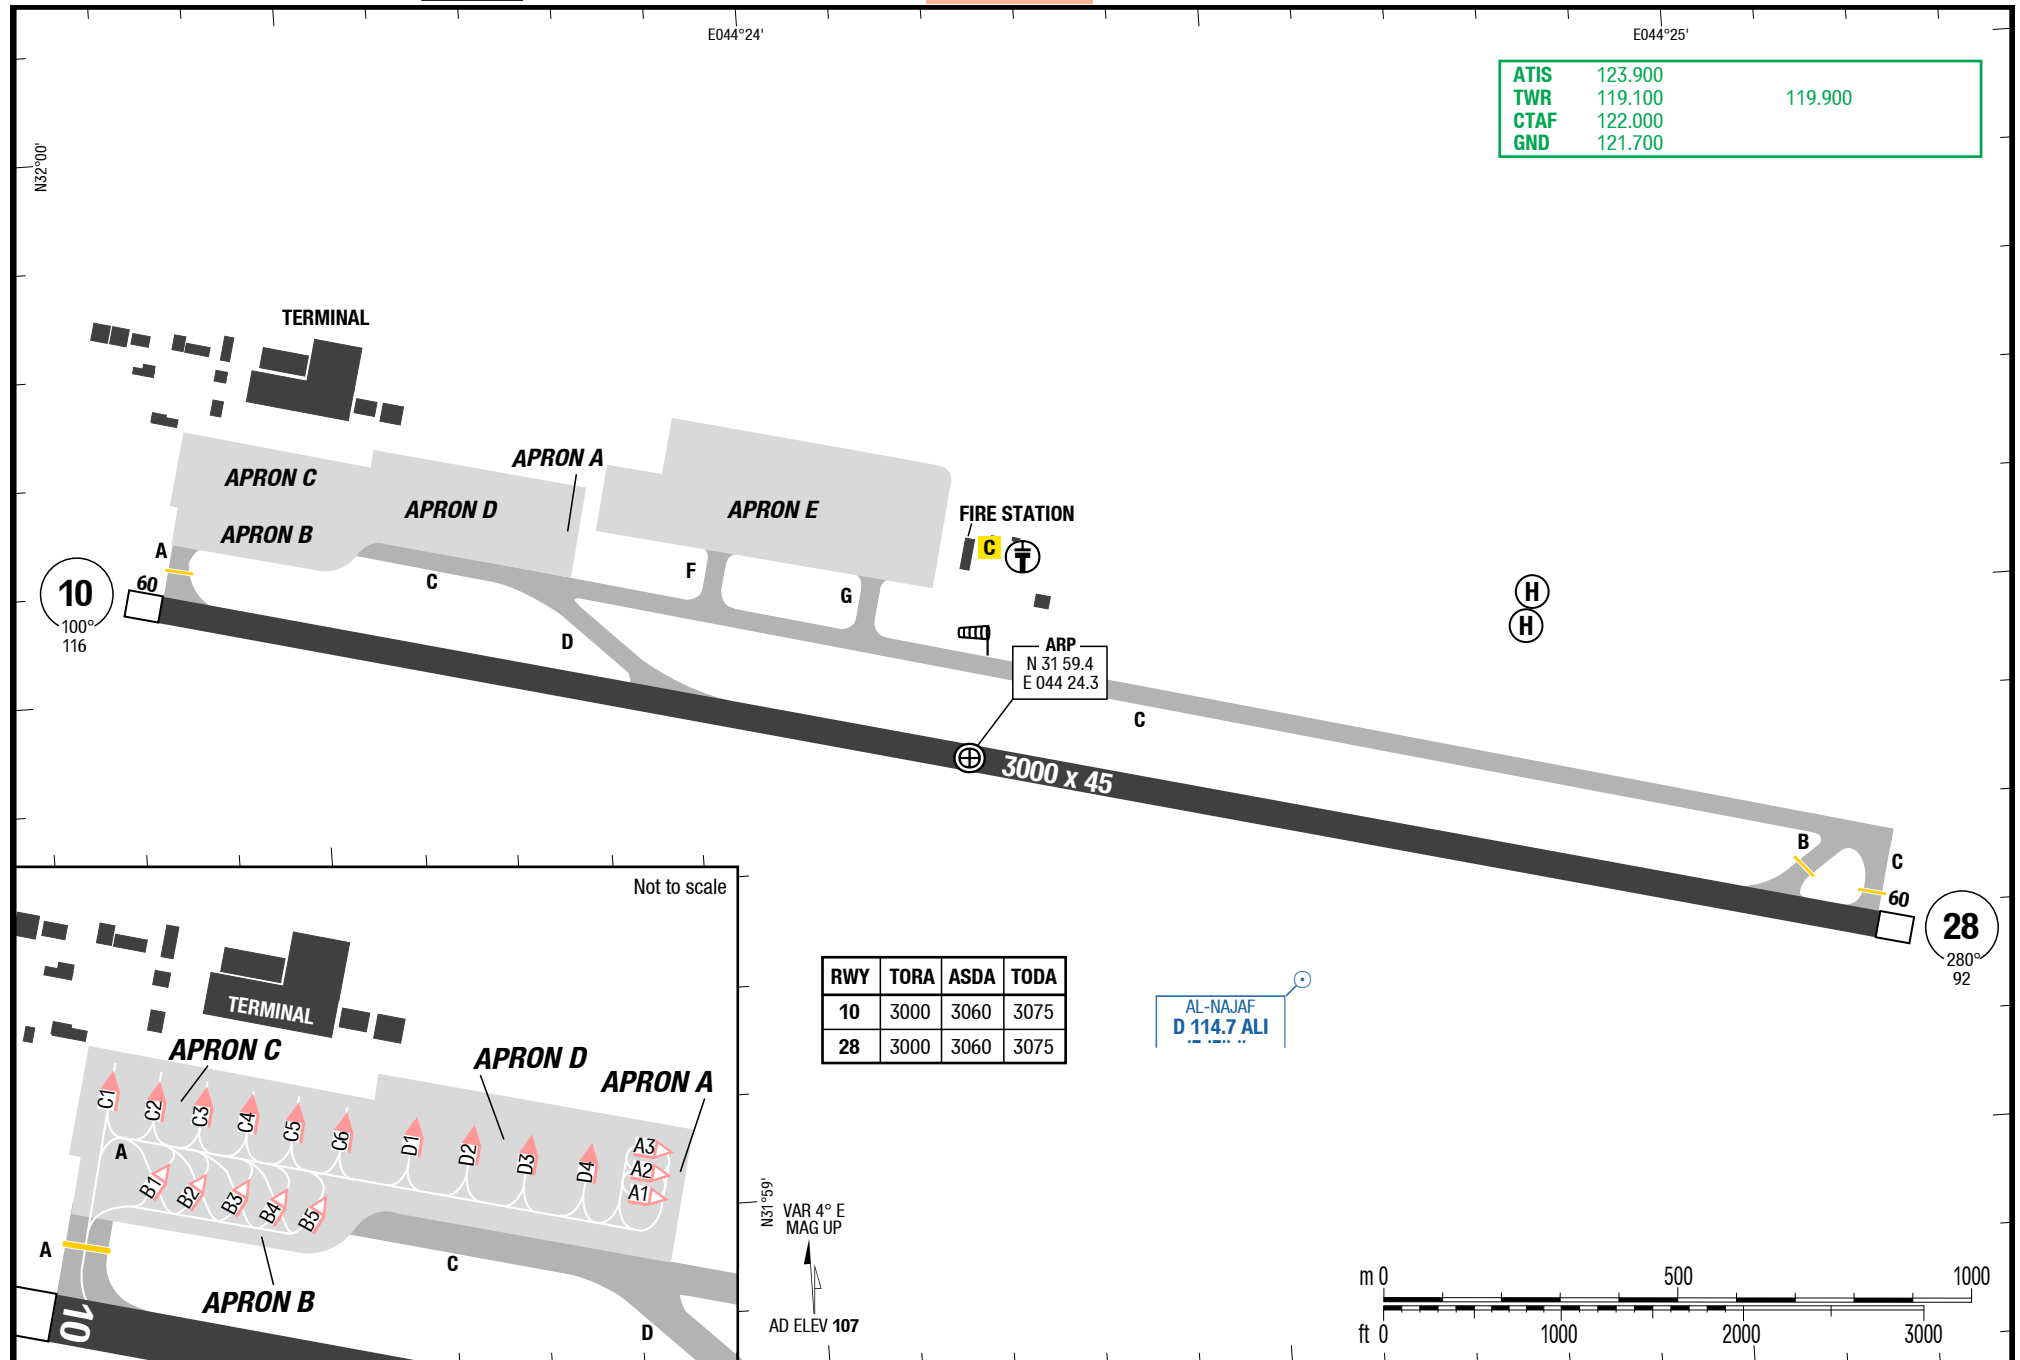 E044°24'
E044°25'
ATIS 123.900
TWR 119.100 119.900
CTAF 122.000
GND 121.700
N32°00'
TERMINAL
APRON A
APRON C
APRON D
APRON E
APRON B
FIRE STATION
C
A
F
C
G
10
60
100°
116
D
H
H
ARP
N 31 59.4
E 044 24.3
C
3000 x 45
B
C
60
28
280°
92
Not to scale
TERMINAL
APRON C
APRON D
APRON A
C1
C2
C3
C4
C5
C6
D1
D2
D3
D4
A3
A2
A1
A
B1
B2
B3
B4
B5
A
C
APRON B
10
D
RWY TORA ASDA TODA
10 3000 3060 3075
28 3000 3060 3075
AL-NAJAF
D 114.7 ALI
N31°59'
VAR 4° E
MAG UP
AD ELEV 107
m 0 500 1000
ft 0 1000 2000 3000